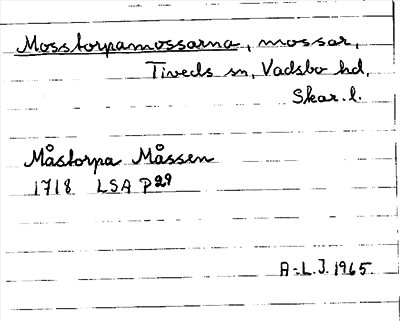 Mosstorpamossarna, mossar,
Tiveds sn, Vadsbo hd,
Skar. l.
Måstorpa Måssen
1718 LSA P29
A-L.J. 1965.